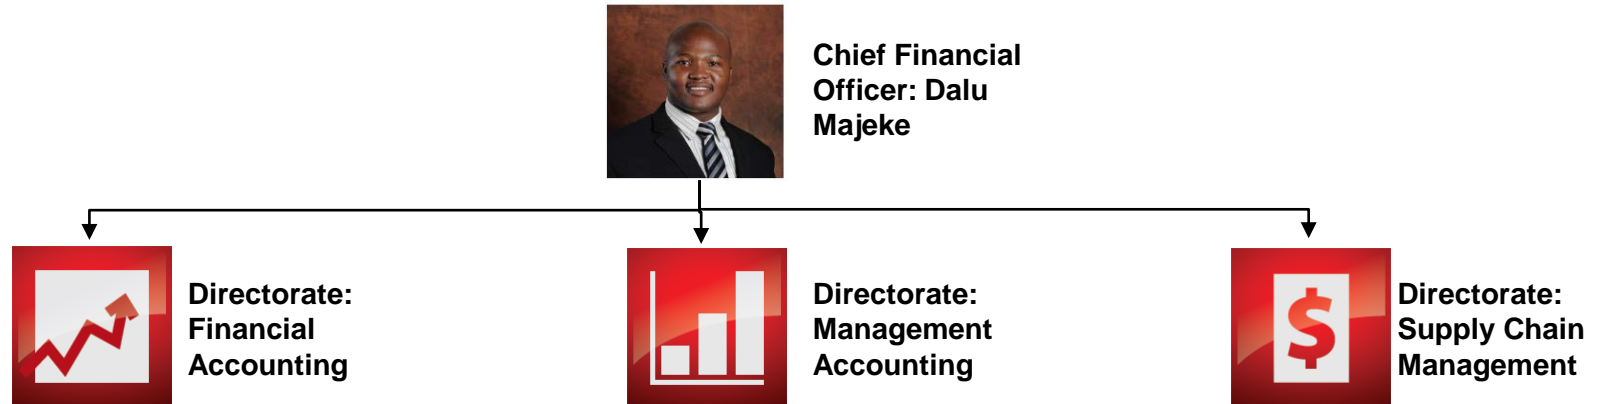 Chief Financial
Officer: Dalu
Majeke
Directorate:
Financial
Accounting
Directorate:
Management
Accounting
$
Directorate:
Supply Chain
Management